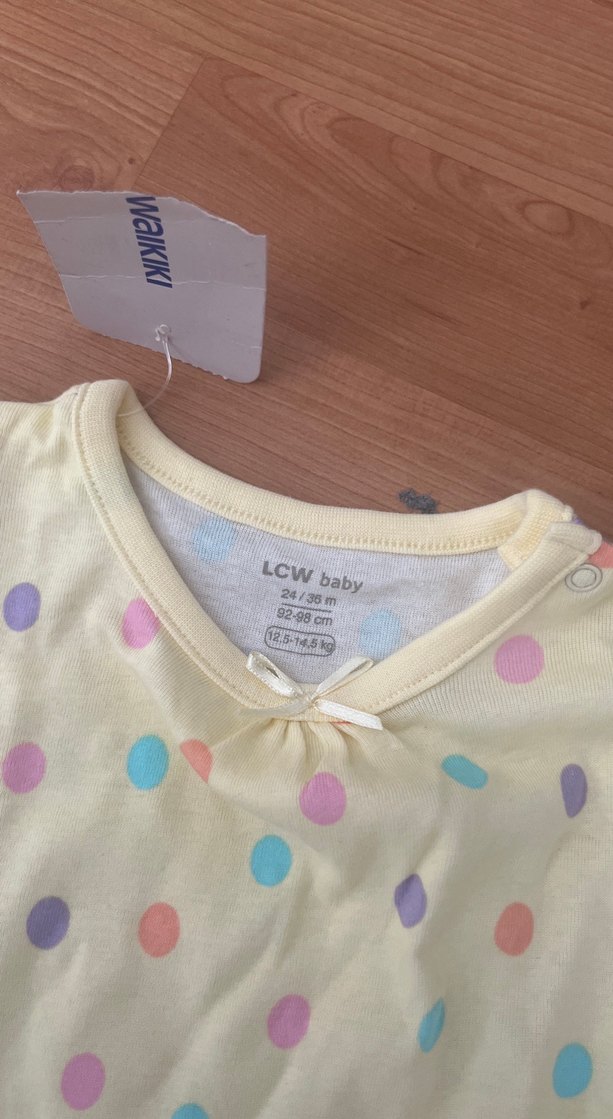 waikiki
LCW baby
24 / 36 m
92-98 cm
12.5-14.5 kg